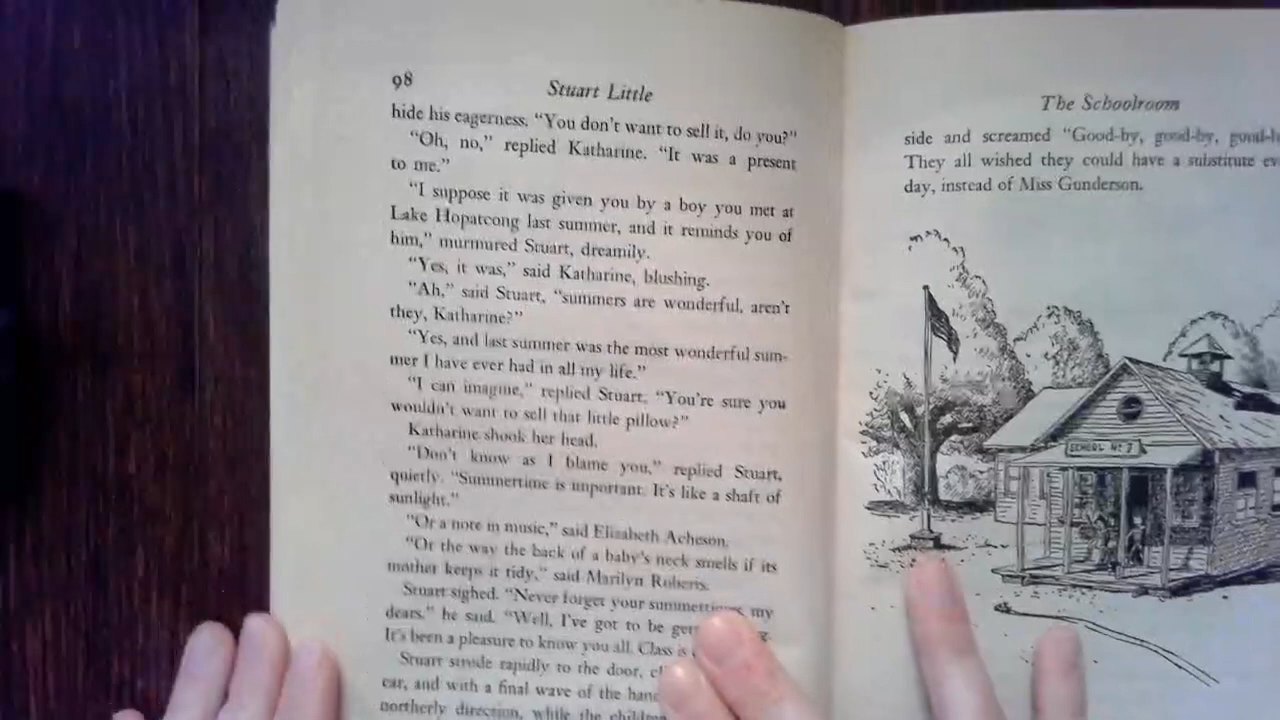 98
Stuart Little
hide his eagerness. “You don't want to sell it, do you?”
“Oh, no,” replied Katharine. “It was a present
to me.”
“I suppose it was given you by a boy you met at
Lake Hopatcong last summer, and it reminds you of
him,” murmured Stuart, dreamily.
“Yes, it was,” said Katharine, blushing.
“Ah,” said Stuart, “summers are wonderful, aren't
they, Katharine?”
“Yes, and last summer was the most wonderful sum-
mer I have ever had in all my life.”
“I can imagine,” replied Stuart. “You're sure you
wouldn't want to sell that little pillow?”
Katharine shook her head.
“Don't know as I blame you,” replied Stuart,
quietly. “Summertime is important. It's like a shaft of
sunlight.”
“Or a note in music,” said Elizabeth Acheson.
“Or the way the back of a baby's neck smells if its
mother keeps it tidy,” said Marilyn Roberts.
Stuart sighed. “Never forget your my
dears,” he said. “Well, I've got to be
It's been a pleasure to know you all. Class is
Stuart strode rapidly to the door,
car, and with a final wave of the
northerly direction, while the
The Schoolroom
side and screamed “Good-by, good-by,
They all wished they could have a substitute
day, instead of Miss Gunderson.
SCHOOL No 7